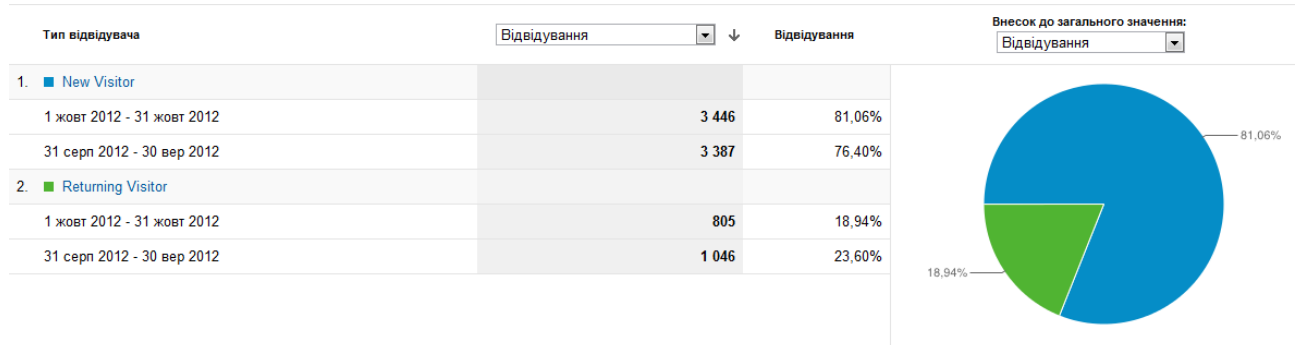 Тип відвідувача
Відвідування
Відвідування
Внесок до загального значення:
Відвідування
1. New Visitor
1 жовт 2012 - 31 жовт 2012 3 446 81,06%
31 серп 2012 - 30 вер 2012 3 387 76,40%
2. Returning Visitor
1 жовт 2012 - 31 жовт 2012 805 18,94%
31 серп 2012 - 30 вер 2012 1 046 23,60%
81,06%
18,94%